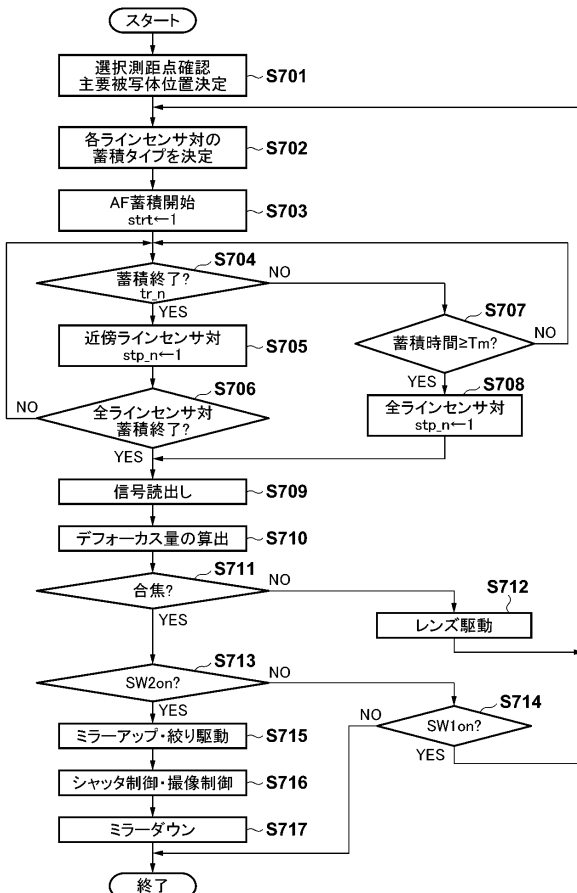 スタート
選択測距点確認
主要被写体位置決定
S701
各ラインセンサ対の
蓄積タイプを決定
S702
AF蓄積開始
strt←1
S703
S704
蓄積終了?
tr_n
NO
YES
S707
蓄積時間≥Tm?
NO
YES
近傍ラインセンサ対
stp_n←1
S705
S706
全ラインセンサ対
蓄積終了?
NO
YES
S708
全ラインセンサ対
stp_n←1
信号読出し
S709
デフォーカス量の算出
S710
S711
合焦?
NO
YES
S712
レンズ駆動
S713
SW2on?
NO
YES
S714
SW1on?
NO
YES
ミラーアップ・絞り駆動
S715
シャッタ制御・撮像制御
S716
ミラーダウン
S717
終了